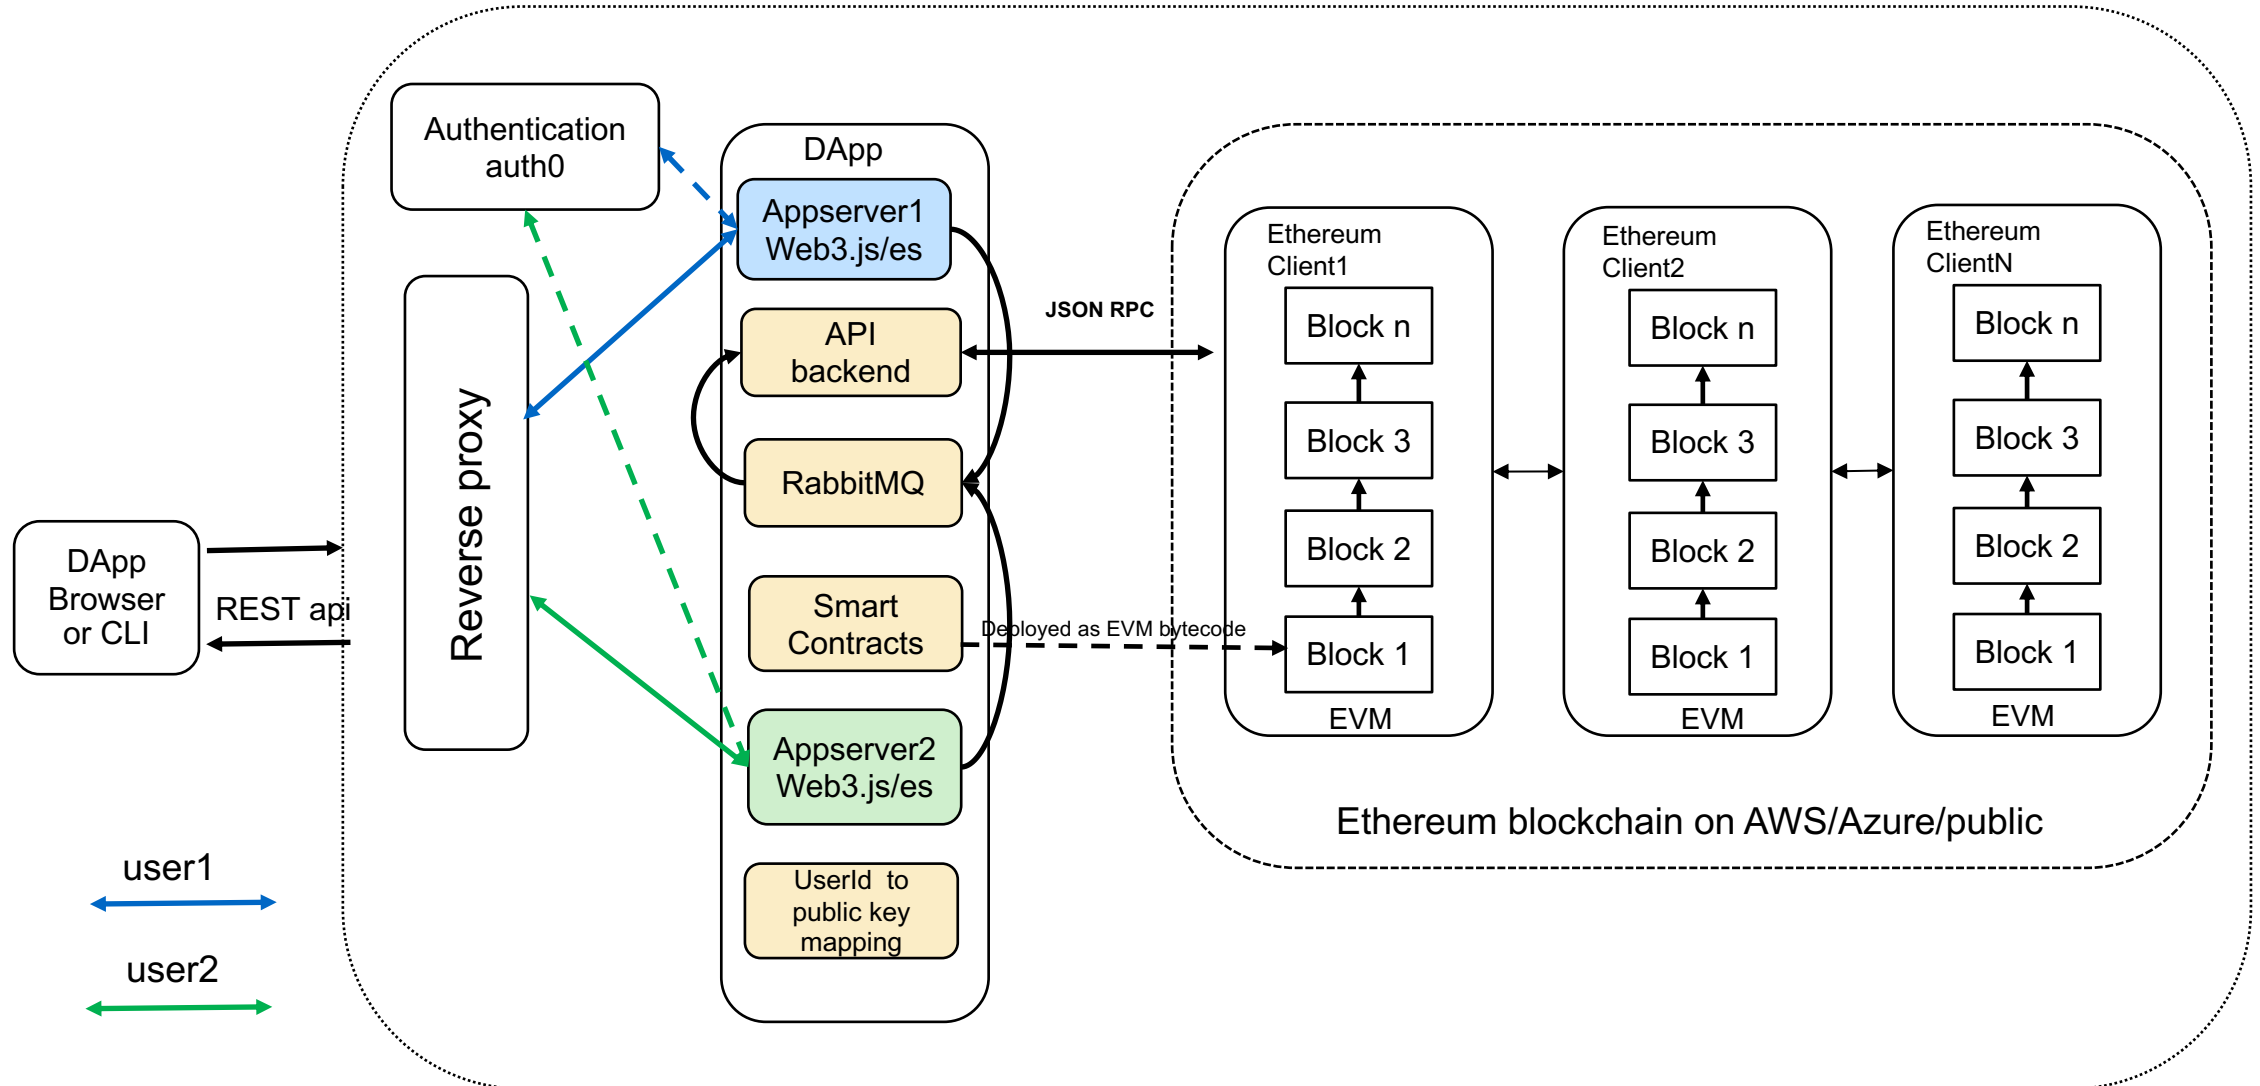 Authentication
auth0
DApp
Appserver1
Web3.js/es
API
backend
RabbitMQ
Smart
Contracts
Appserver2
Web3.js/es
UserId to
public key
mapping
Reverse proxy
DApp
Browser
or CLI
REST api
user1
user2
JSON RPC
Deployed as EVM bytecode
Ethereum
Client1
Block n
Block 3
Block 2
Block 1
EVM
Ethereum
Client2
Block n
Block 3
Block 2
Block 1
EVM
Ethereum
ClientN
Block n
Block 3
Block 2
Block 1
EVM
Ethereum blockchain on AWS/Azure/public